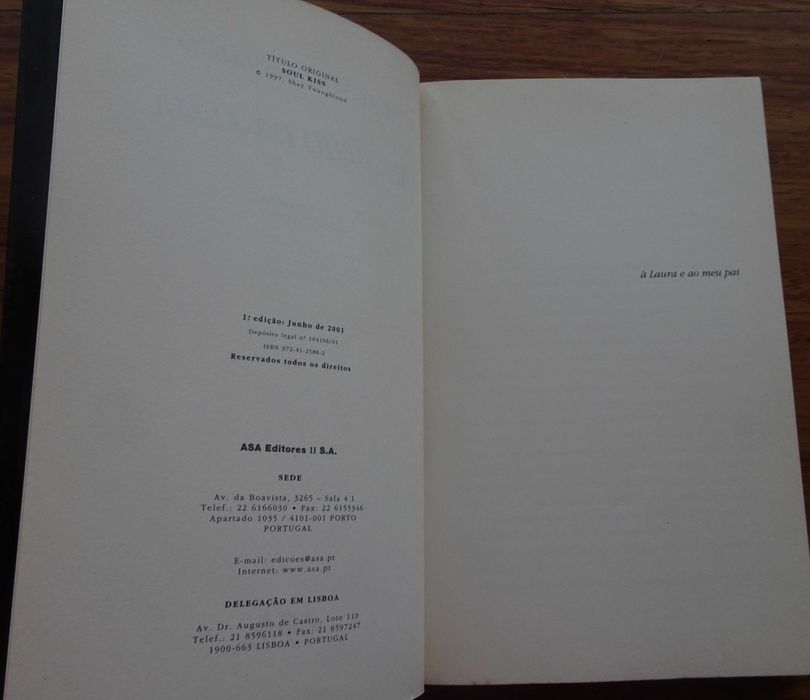 TÍTULO ORIGINAL
SOUL KISS
© 1997, Shay Youngblood
1ª edição: Junho de 2001
Depósito legal nº 164106/01
ISBN 972-41-2588-2
Reservados todos os direitos
ASA Editores II S.A.
SEDE
Av. da Boavista, 3265 – Sala 4.1
Telef.: 22 6166030 • Fax: 22 6155346
Apartado 1035 / 4101-001 PORTO
PORTUGAL
E-mail: edicoes@asa.pt
Internet: www.asa.pt
DELEGAÇÃO EM LISBOA
Av. Dr. Augusto de Castro, Lote 110
Telef.: 21 8596118 • Fax: 21 8597247
1900-663 LISBOA • PORTUGAL
à Laura e ao meu pai